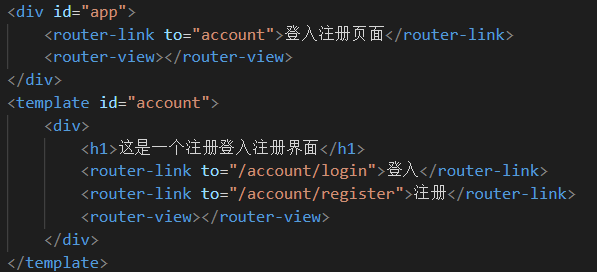 <div id="app">
    <router-link to="account">登入注册页面</router-link>
    <router-view></router-view>
</div>
<template id="account">
    <div>
        <h1>这是一个注册登入注册界面</h1>
        <router-link to="/account/login">登入</router-link>
        <router-link to="/account/register">注册</router-link>
        <router-view></router-view>
    </div>
</template>